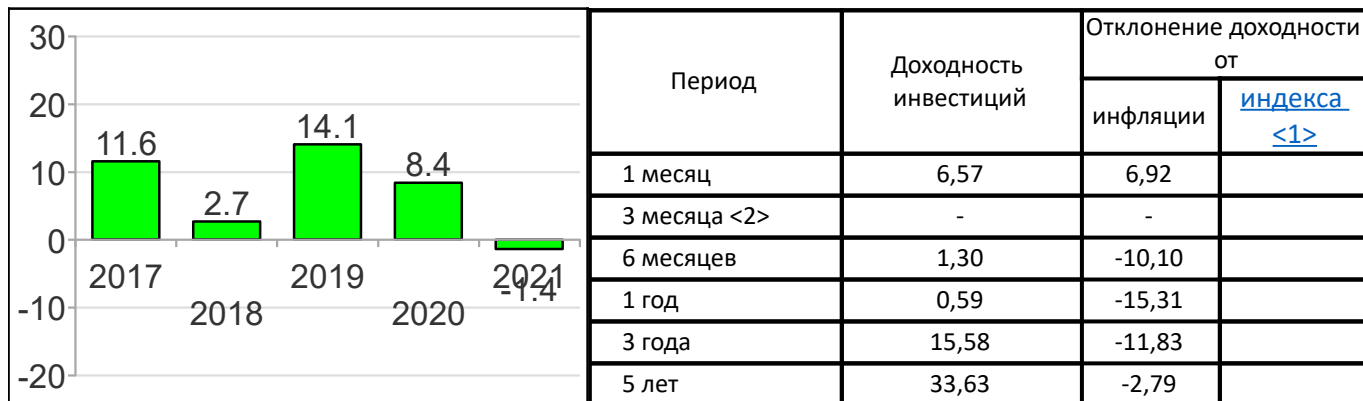 30
20
10
0
-10
-20
11.6
2.7
14.1
8.4
-1.4
2017
2018
2019
2020
2021
Период
Доходность
инвестиций
Отклонение доходности
от
инфляции
индекса
<1>
1 месяц 6,57 6,92
3 месяца <2> - -
6 месяцев 1,30 -10,10
1 год 0,59 -15,31
3 года 15,58 -11,83
5 лет 33,63 -2,79